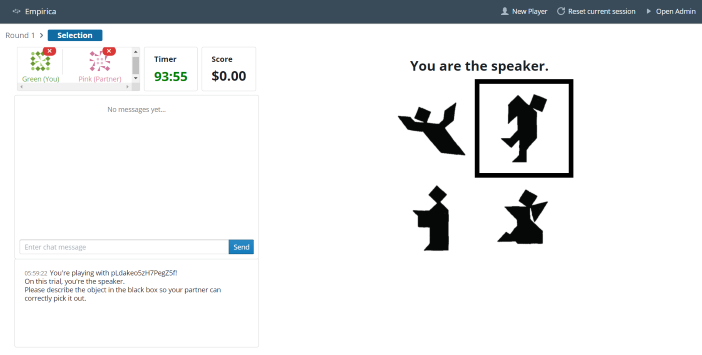 Empirica
New Player
Reset current session
Open Admin
Round 1
Selection
Green (You)
Pink (Partner)
Timer
93:55
Score
$0.00
No messages yet...
Enter chat message
Send
05:59:22 You're playing with pLdakeo5zH7PegZ5f!
On this trial, you're the speaker.
Please describe the object in the black box so your partner can
correctly pick it out.
You are the speaker.